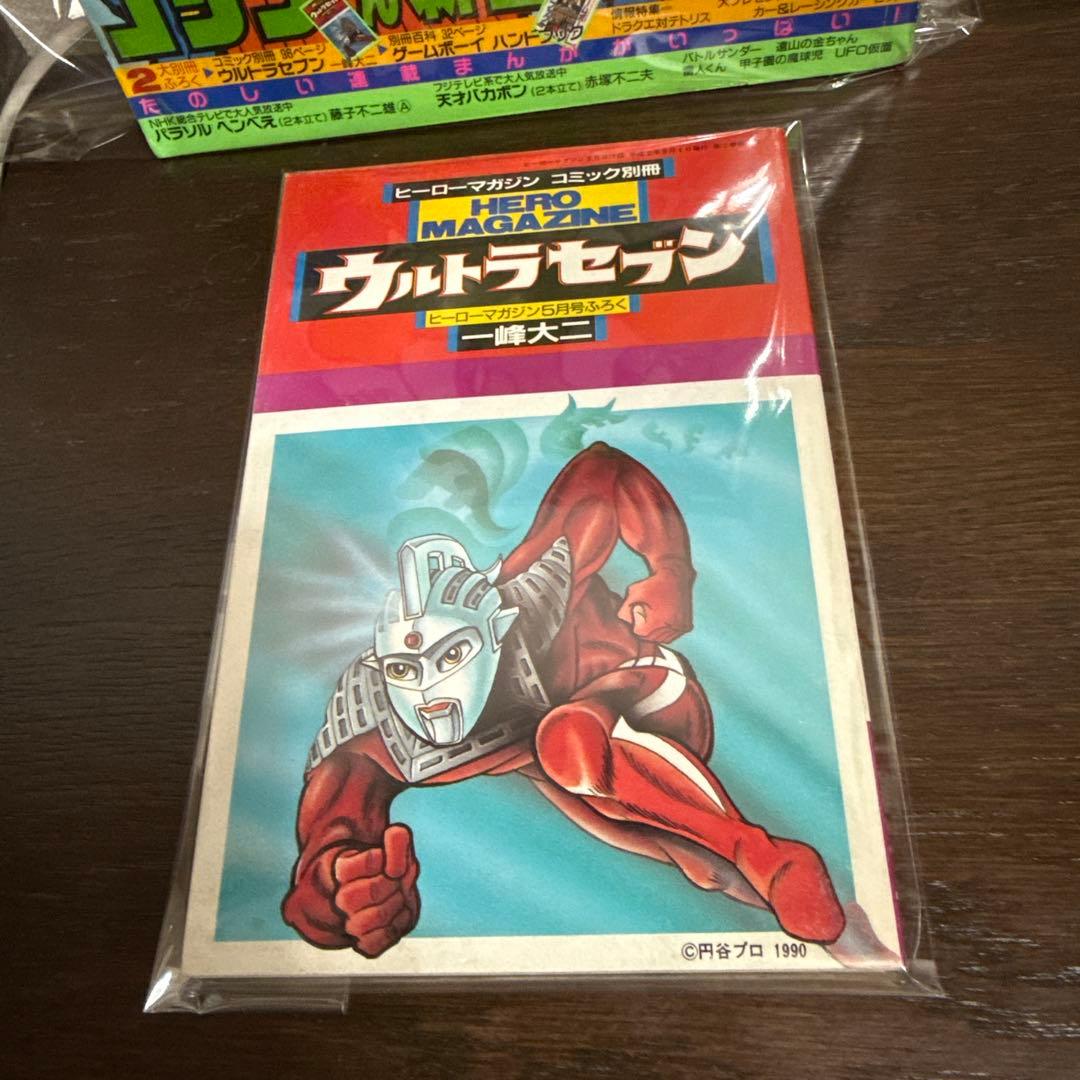 2大別冊ふろく
コミック別冊 96ページ
ウルトラセブン 一峰大二
別冊百科 32ページ
ゲームボーイ ハンドブック
情報特集
ドラクエ対テトリス
カー&レーシングカー
たのしい連載まんががいっぱい!!
NHK総合テレビで大人気放送中
パラソル ヘンべえ(2本立て)藤子不二雄Ⓐ
フジテレビ系で大人気放送中
天才バカボン(2本立て)赤塚不二夫
バトルサンダー 遠山の金ちゃん
雷人くん 甲子園の魔球児 UFO仮面
ヒーローマガジン コミック別冊
HERO
MAGAZINE
ウルトラセブン
ヒーローマガジン5月号ふろく
一峰大二
©円谷プロ 1990